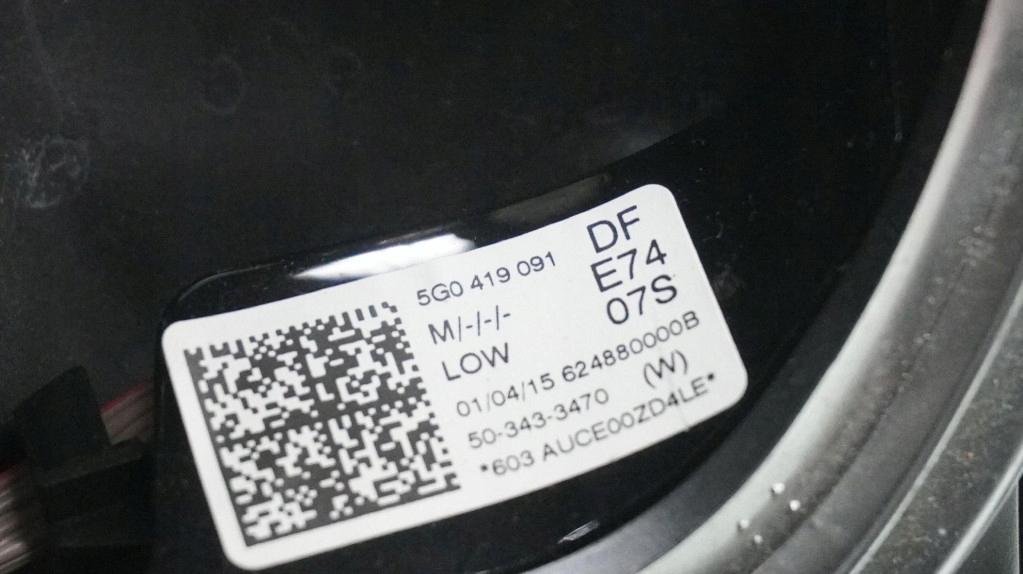 5G0 419 091
M/-/-/-
LOW
DF
E74
07S
01/04/15 624880000B
50-343-3470 (W)
*603 AUCE00ZD4LE*